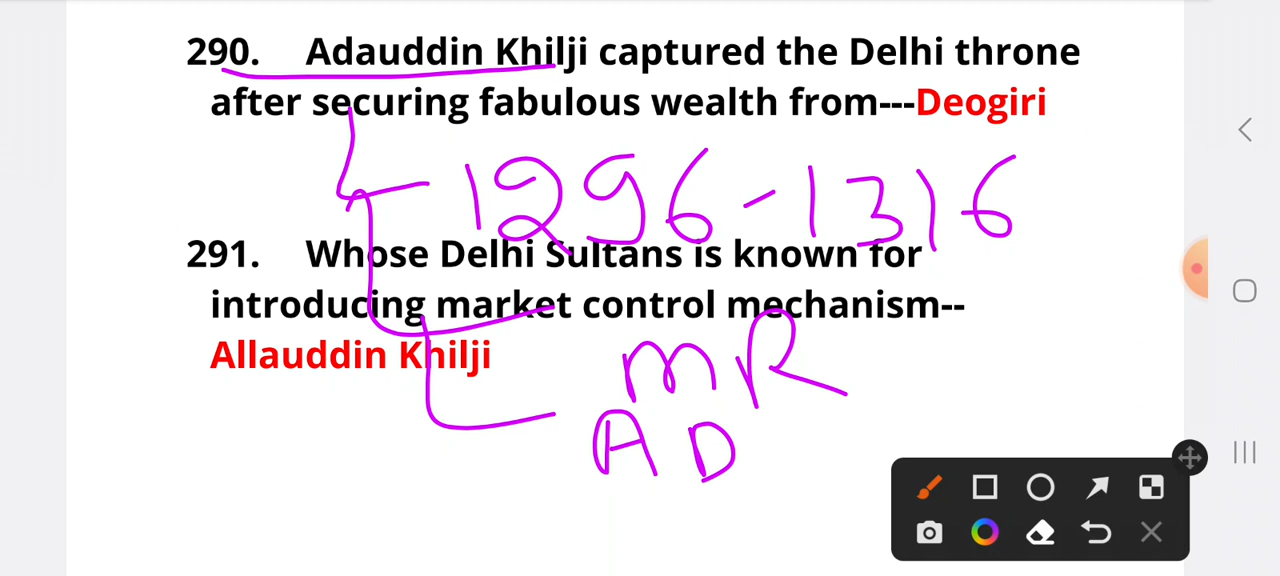 290. Adauddin Khilji captured the Delhi throne
after securing fabulous wealth from---Deogiri
1296-1316
291. Whose Delhi Sultans is known for
introducing market control mechanism--
Allauddin Khilji
MR
AD